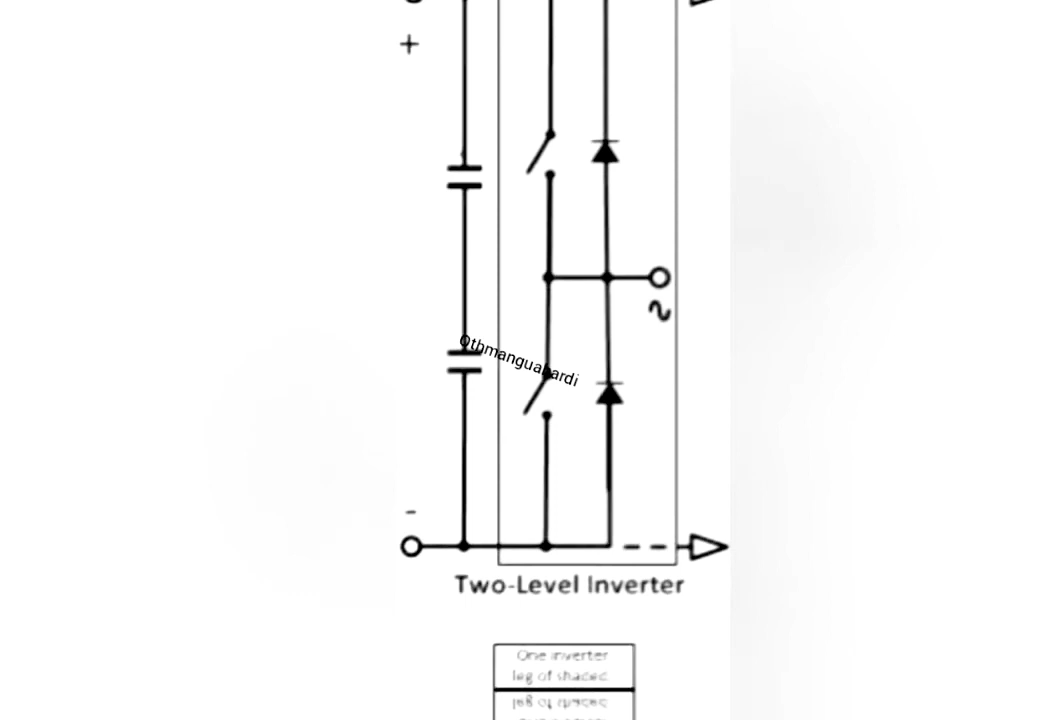 +
Othmanguabardi
-
Two-Level Inverter
One inverter
leg of shaded